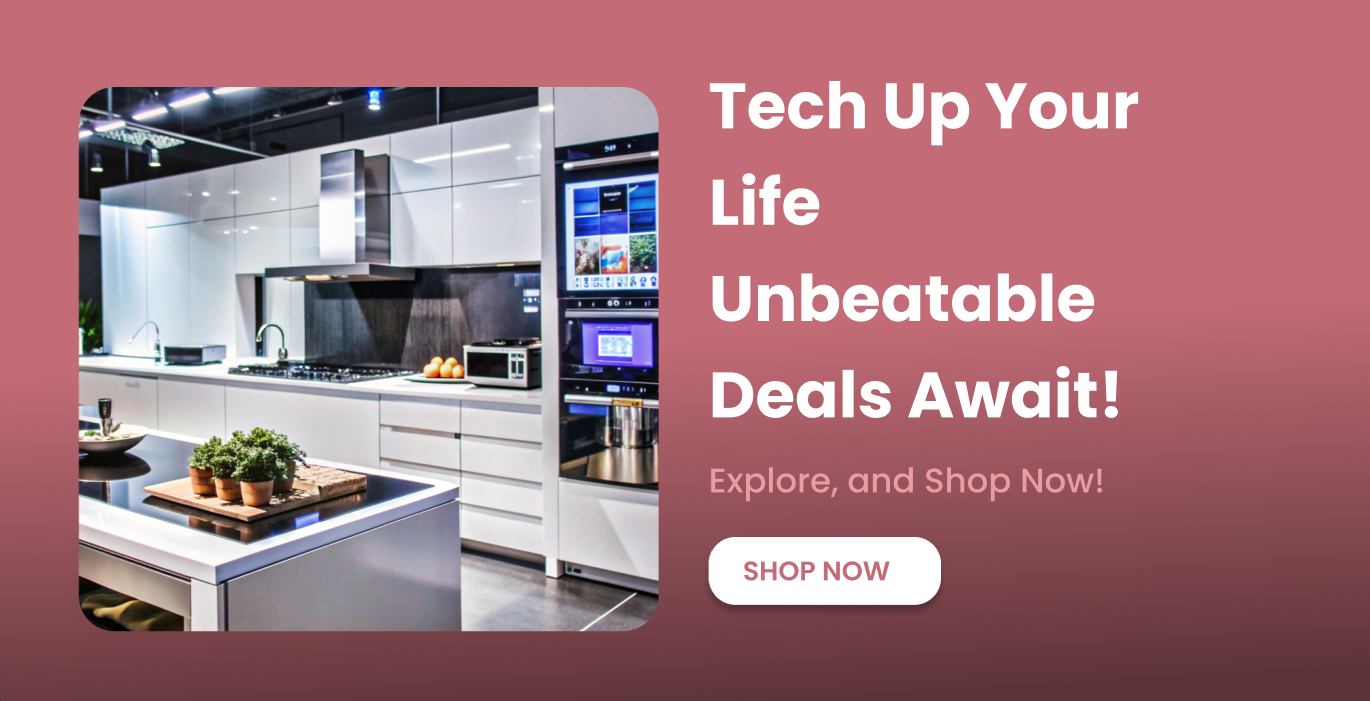 Tech Up Your
Life
Unbeatable
Deals Await!
Explore, and Shop Now!
SHOP NOW